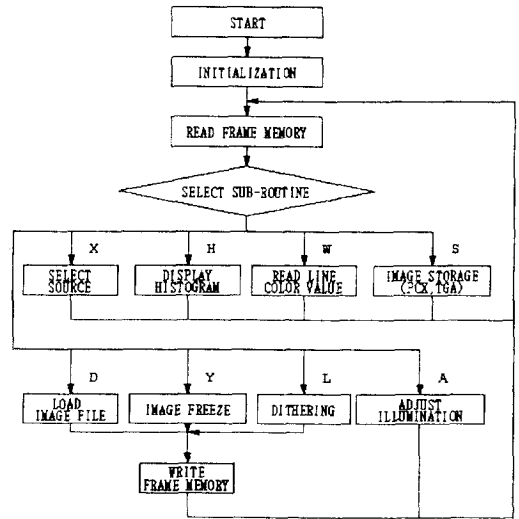 START
INITIALIZATION
READ FRAME MEMORY
SELECT SUB-ROUTINE
X H W S
SELECT SOURCE
DISPLAY HISTOGRAM
READ LINE COLOR VALUE
IMAGE STORAGE (PCX,TGA)
D Y L A
LOAD IMAGE FILE
IMAGE FREEZE
DITHERING
ADJUST ILLUMINATION
WRITE FRAME MEMORY